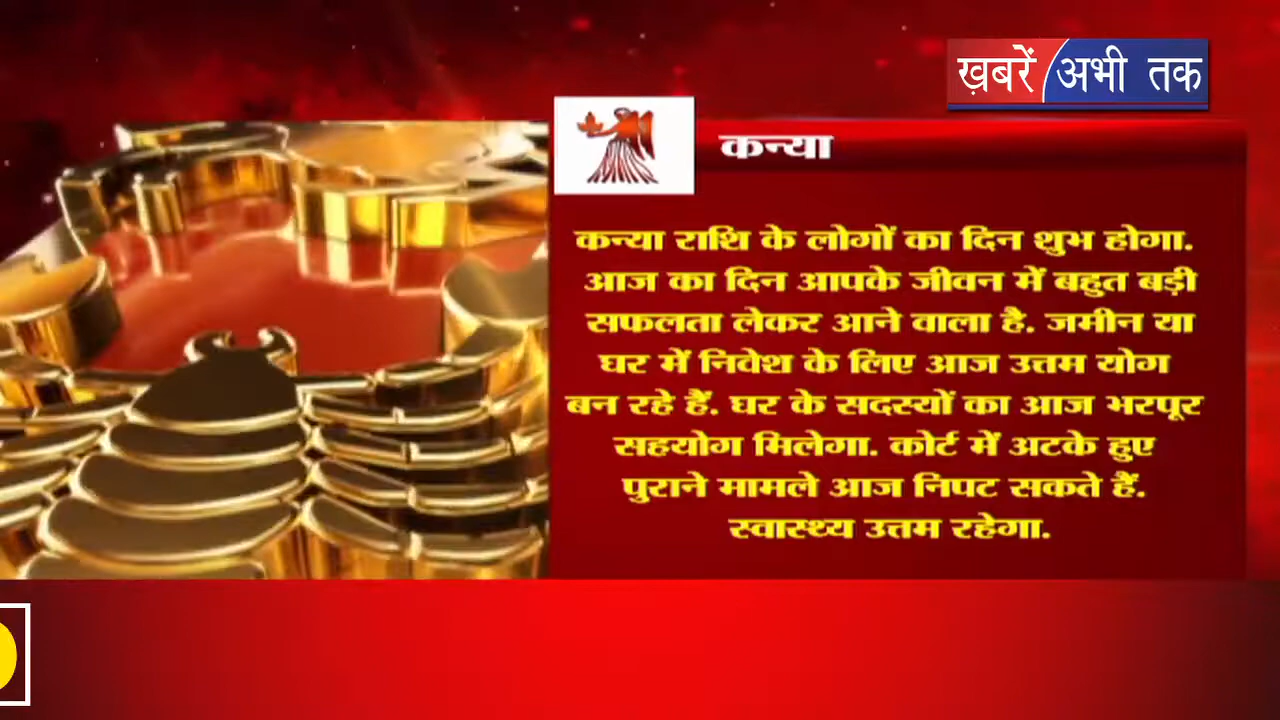 ख़बरें अभी तक
कन्या
कन्या राशि के लोगों का दिन शुभ होगा.
आज का दिन आपके जीवन में बहुत बड़ी
सफलता लेकर आने वाला है. जमीन या
घर में निवेश के लिए आज उत्तम योग
बन रहे हैं. घर के सदस्यों का आज भरपूर
सहयोग मिलेगा. कोर्ट में अटके हुए
पुराने मामले आज निपट सकते हैं.
स्वास्थ्य उत्तम रहेगा.